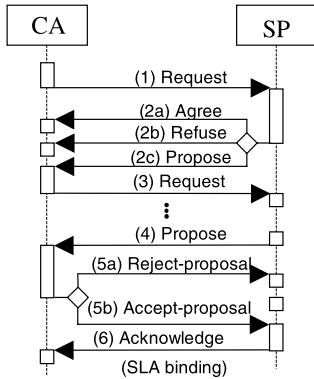 CA SP
(1) Request
(2a) Agree
(2b) Refuse
(2c) Propose
(3) Request
(4) Propose
(5a) Reject-proposal
(5b) Accept-proposal
(6) Acknowledge
(SLA binding)